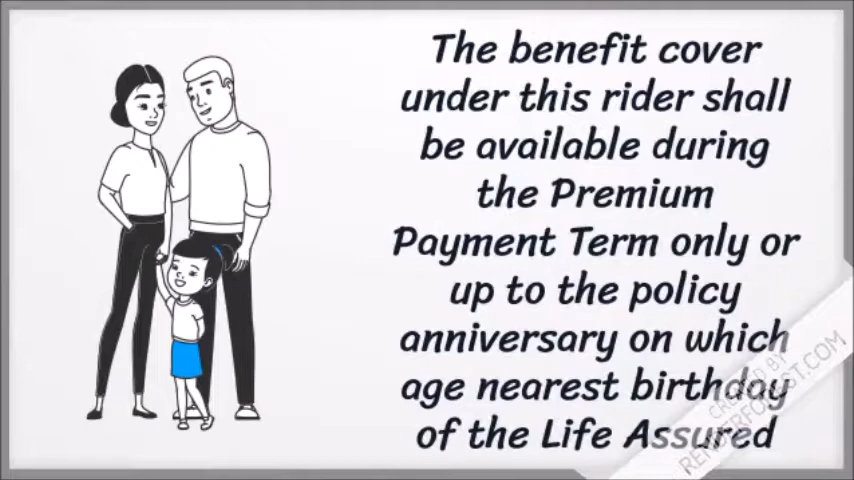 The benefit cover
under this rider shall
be available during
the Premium
Payment Term only or
up to the policy
anniversary on which
age nearest birthday
of the Life Assured
CREATED BY
RENDERFOREST.COM